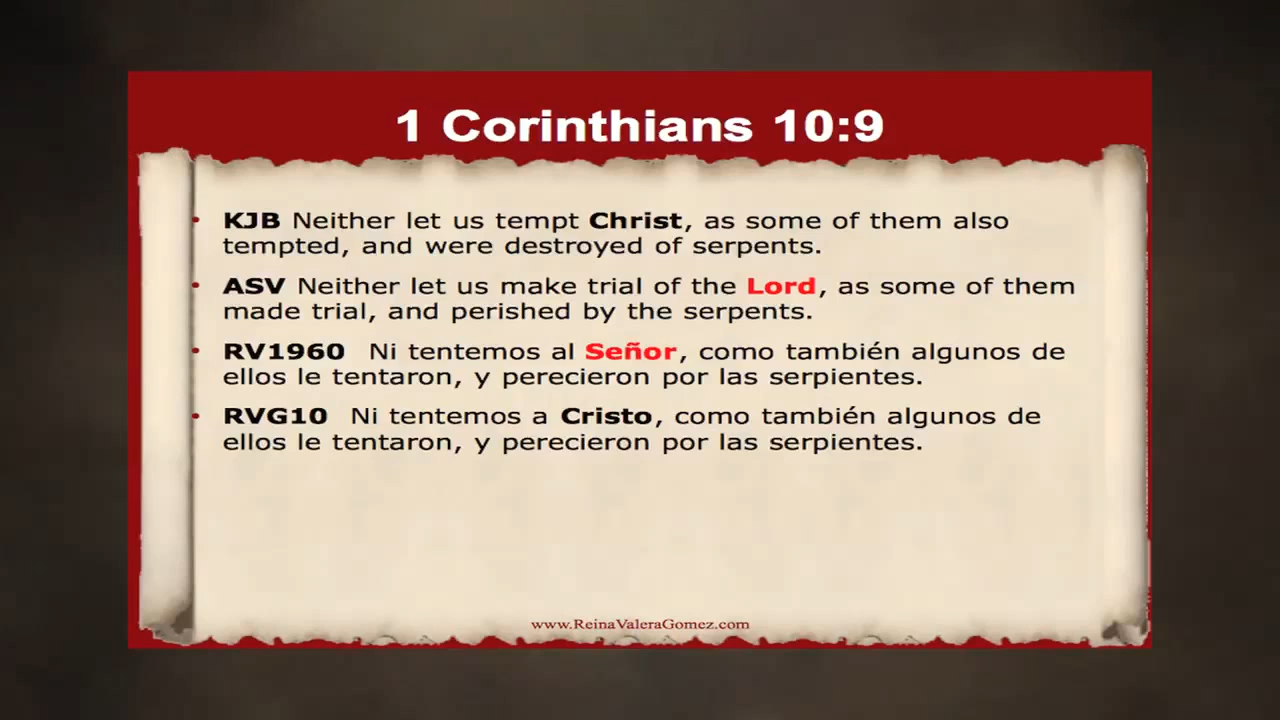 1 Corinthians 10:9
• KJB Neither let us tempt Christ, as some of them also
tempted, and were destroyed of serpents.
• ASV Neither let us make trial of the Lord, as some of them
made trial, and perished by the serpents.
• RV1960 Ni tentemos al Señor, como también algunos de
ellos le tentaron, y perecieron por las serpientes.
• RVG10 Ni tentemos a Cristo, como también algunos de
ellos le tentaron, y perecieron por las serpientes.
www.ReinaValeraGomez.com